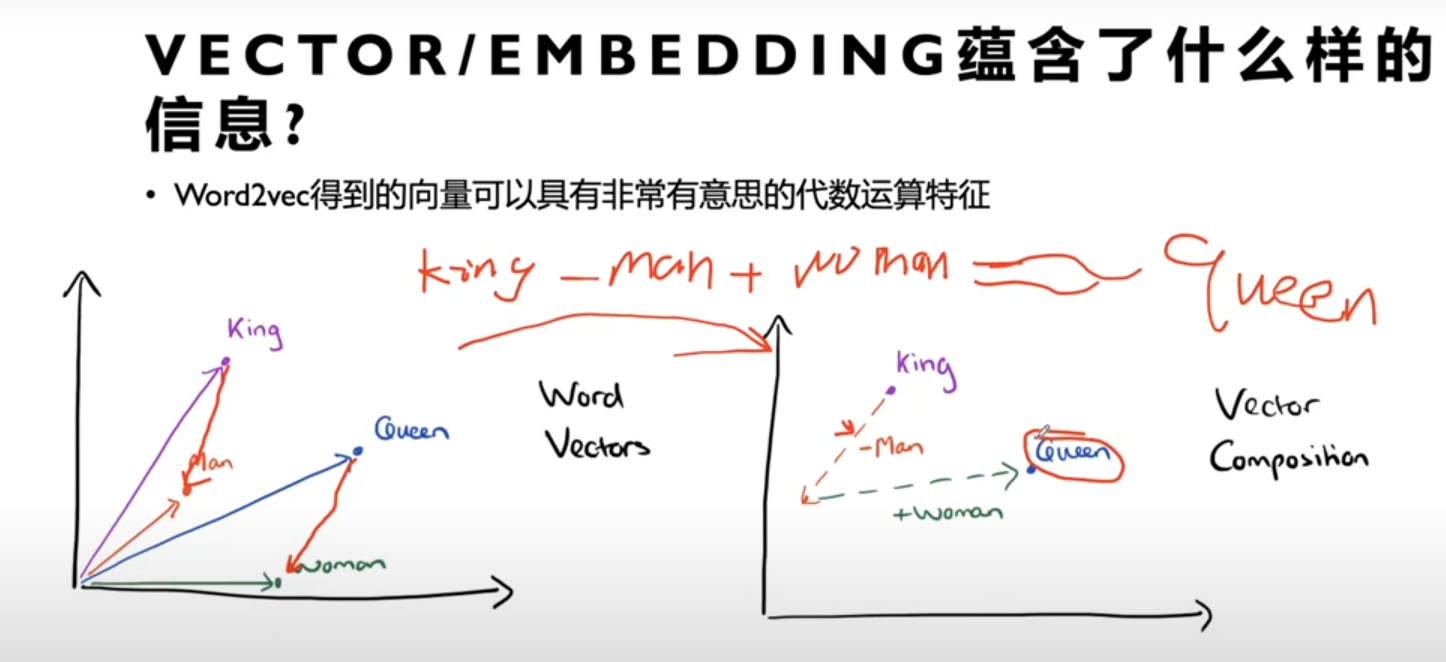 VECTOR/EMBEDDING蕴含了什么样的
信息?
• Word2vec得到的向量可以具有非常有意思的代数运算特征
king - man + woman = Queen
King
Queen
Man
Woman
Word
Vectors
King
-Man
Queen
+Woman
Vector
Composition